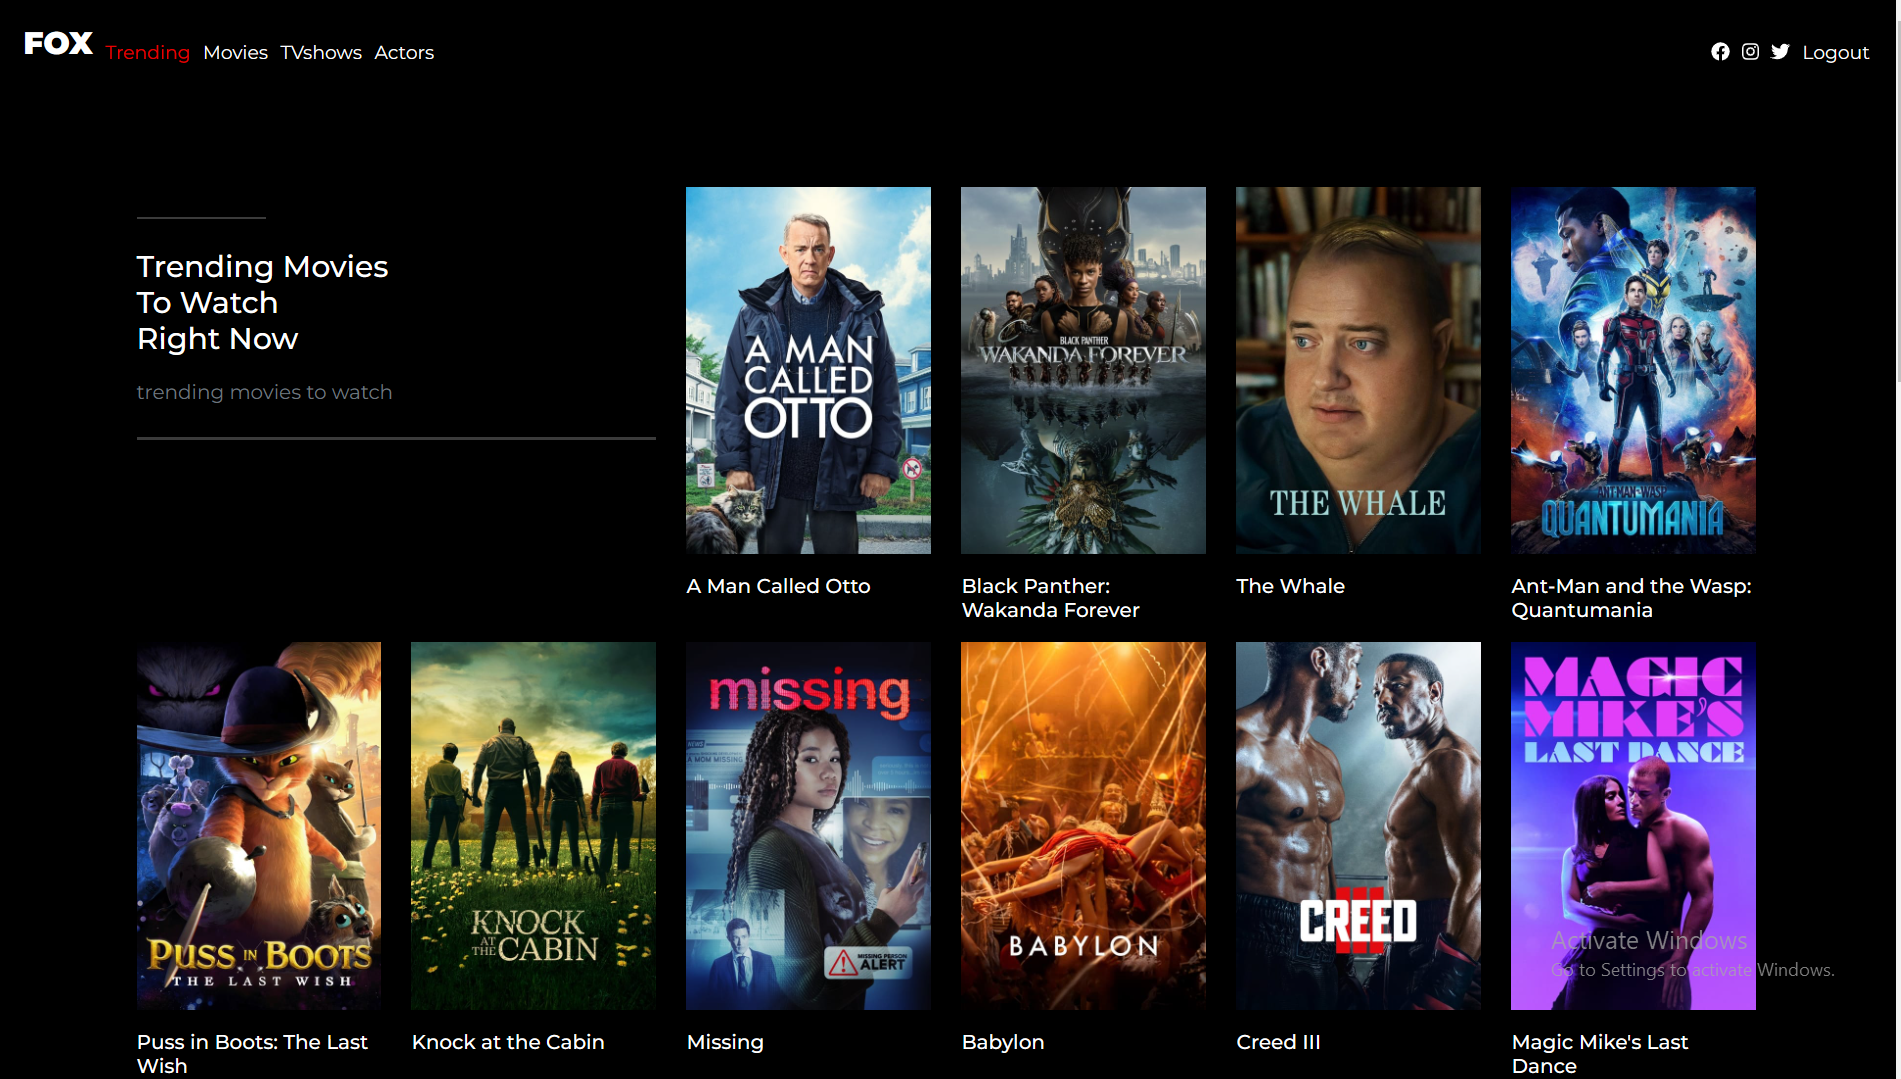 FOX Trending Movies TVshows Actors Logout
Trending Movies
To Watch
Right Now
trending movies to watch
A MAN
CALLED
OTTO
BLACK PANTHER
WAKANDA FOREVER
THE WHALE
ANT-MAN AND THE WASP
QUANTUMANIA
A Man Called Otto
Black Panther:
Wakanda Forever
The Whale
Ant-Man and the Wasp:
Quantumania
PUSS IN BOOTS
THE LAST WISH
KNOCK
AT THE CABIN
missing
NEWS
A MOM MISSING
MISSING PERSON
ALERT
BABYLON
III
CREED
MAGIC
MIKE'S
LAST DANCE
Activate Windows
Go to Settings to activate Windows.
Puss in Boots: The Last
Wish
Knock at the Cabin
Missing
Babylon
Creed III
Magic Mike's Last
Dance